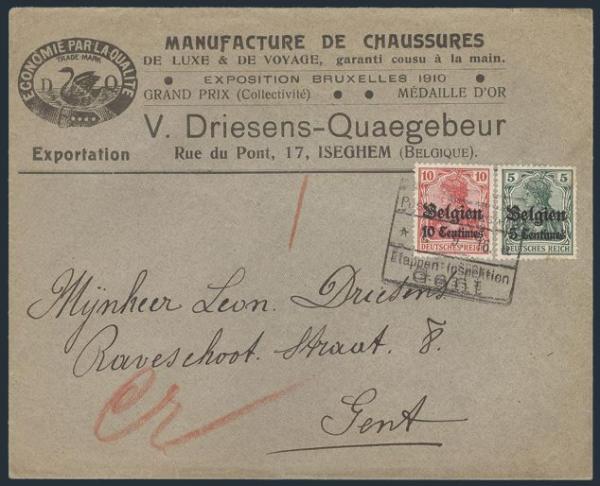 ECONOMIE PAR LA QUALITÉ
TRADE MARK
D Q
Exportation
MANUFACTURE DE CHAUSSURES
DE LUXE & DE VOYAGE, garanti cousu à la main.
● EXPOSITION BRUXELLES 1910 ●
GRAND PRIX (Collectivité) ● ● MÉDAILLE D'OR
V. Driesens-Quaegebeur
Rue du Pont, 17, ISEGHEM (BELGIQUE).
10 10
Belgien
10 Centimes
DEUTSCHES REICH
5 5
Belgien
5 Centimes
DEUTSCHES REICH
Etappen-Inspektion
Gent
Mijnheer Leon. Driesens
Raveschoot. Straat. 8.
Gent